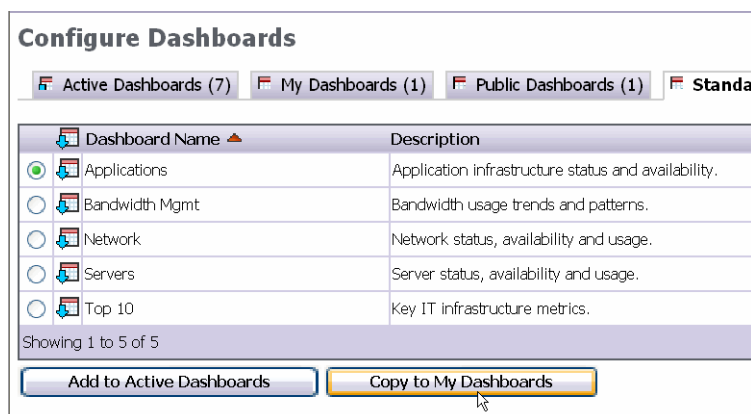 Configure Dashboards
Active Dashboards (7) My Dashboards (1) Public Dashboards (1) Standa
Dashboard Name Description
Applications Application infrastructure status and availability.
Bandwidth Mgmt Bandwidth usage trends and patterns.
Network Network status, availability and usage.
Servers Server status, availability and usage.
Top 10 Key IT infrastructure metrics.
Showing 1 to 5 of 5
Add to Active Dashboards Copy to My Dashboards